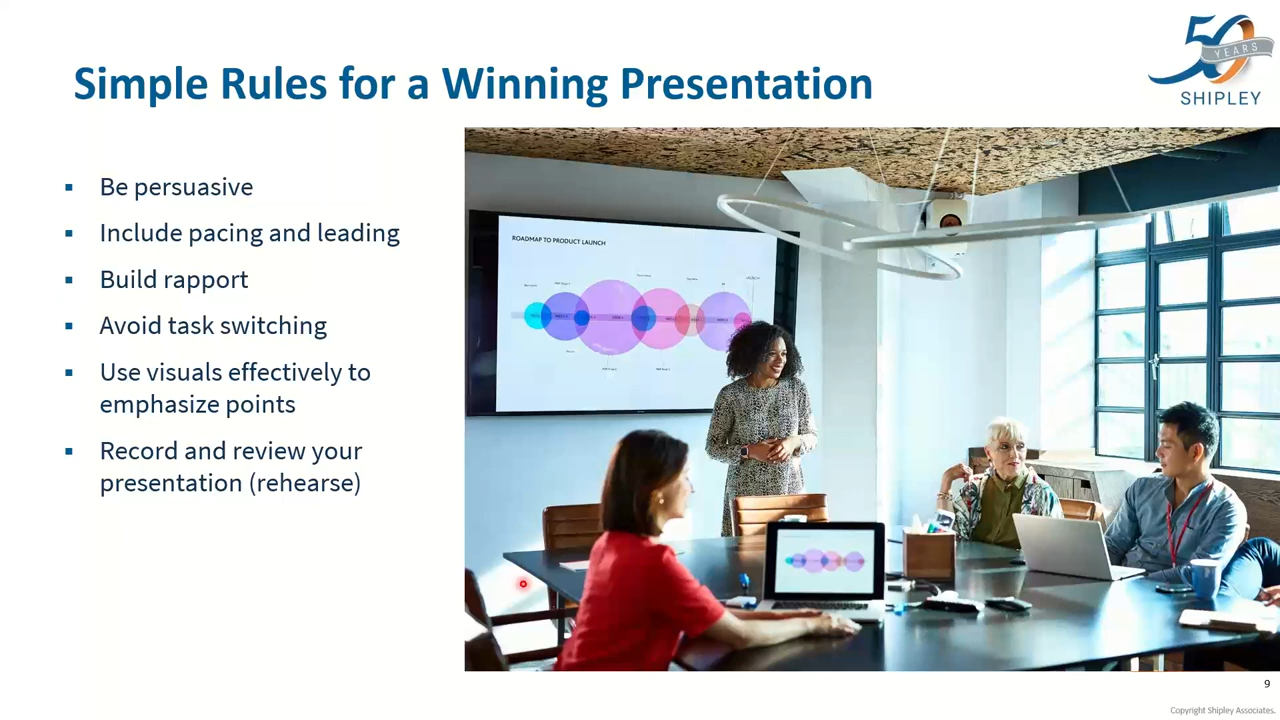 50
YEARS
SHIPLEY
Simple Rules for a Winning Presentation
▪ Be persuasive
▪ Include pacing and leading
▪ Build rapport
▪ Avoid task switching
▪ Use visuals effectively to
emphasize points
▪ Record and review your
presentation (rehearse)
ROADMAP TO PRODUCT LAUNCH
LAUNCH
9
Copyright Shipley Associates.